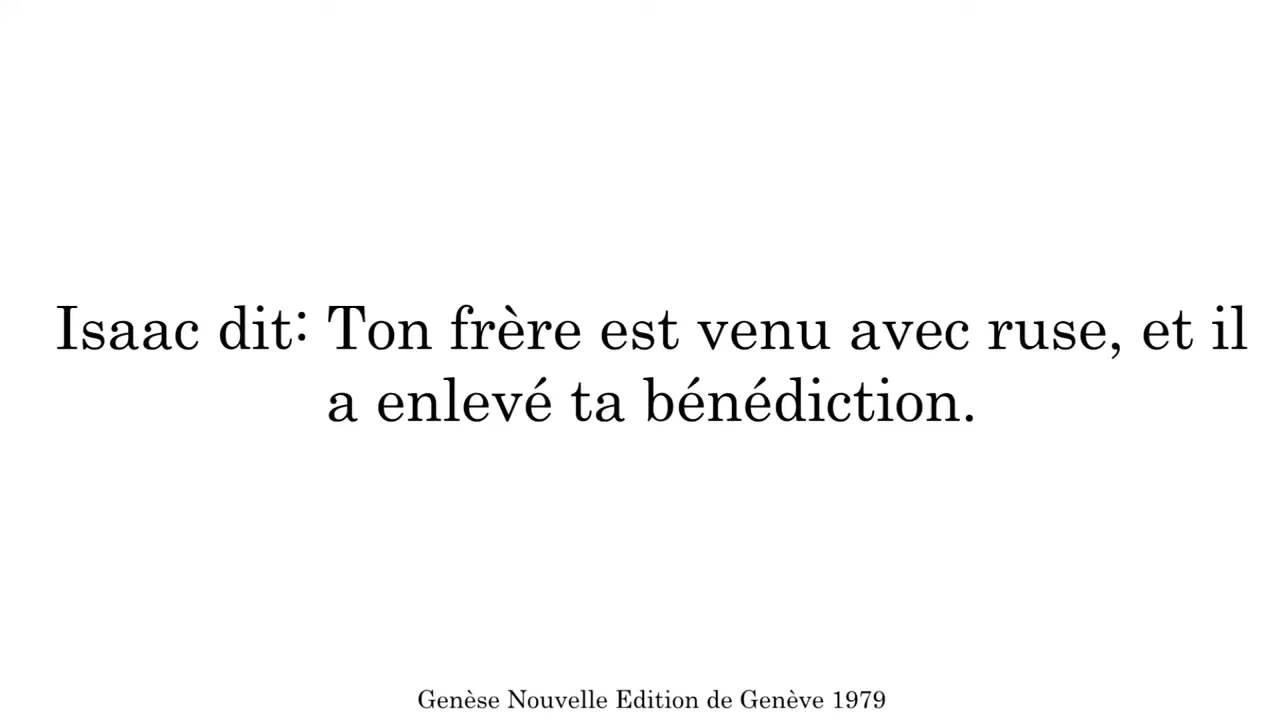 Isaac dit: Ton frère est venu avec ruse, et il
a enlevé ta bénédiction.
Genèse Nouvelle Edition de Genève 1979